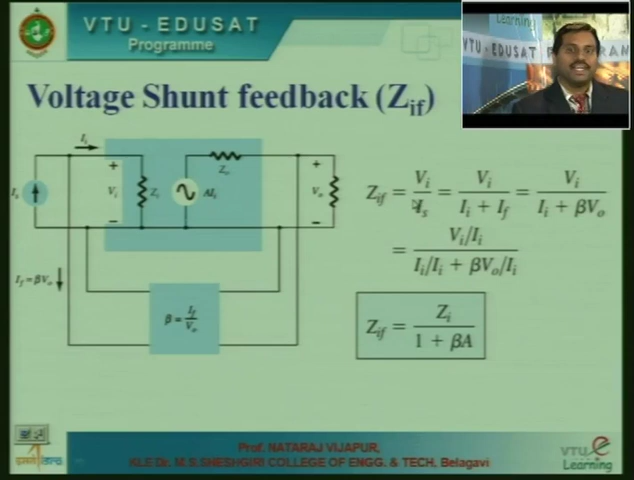 VTU - EDUSAT
Programme
Learning
VTU - EDUSAT
Voltage Shunt feedback (Zif)
Ii
+
Vi
−
Zi
Zo
AIi
+
Vo
−
Is
If = βVo
β = If/Vo
Zif = Vi/Is = Vi/(Ii + If) = Vi/(Ii + βVo)
= (Vi/Ii)/(Ii/Ii + βVo/Ii)
Zif = Zi/(1 + βA)
Prof. NATARAJ VIJAPUR,
KLE Dr. M.S.SHESHGIRI COLLEGE OF ENGG. & TECH, Belagavi
VTU e
Learning